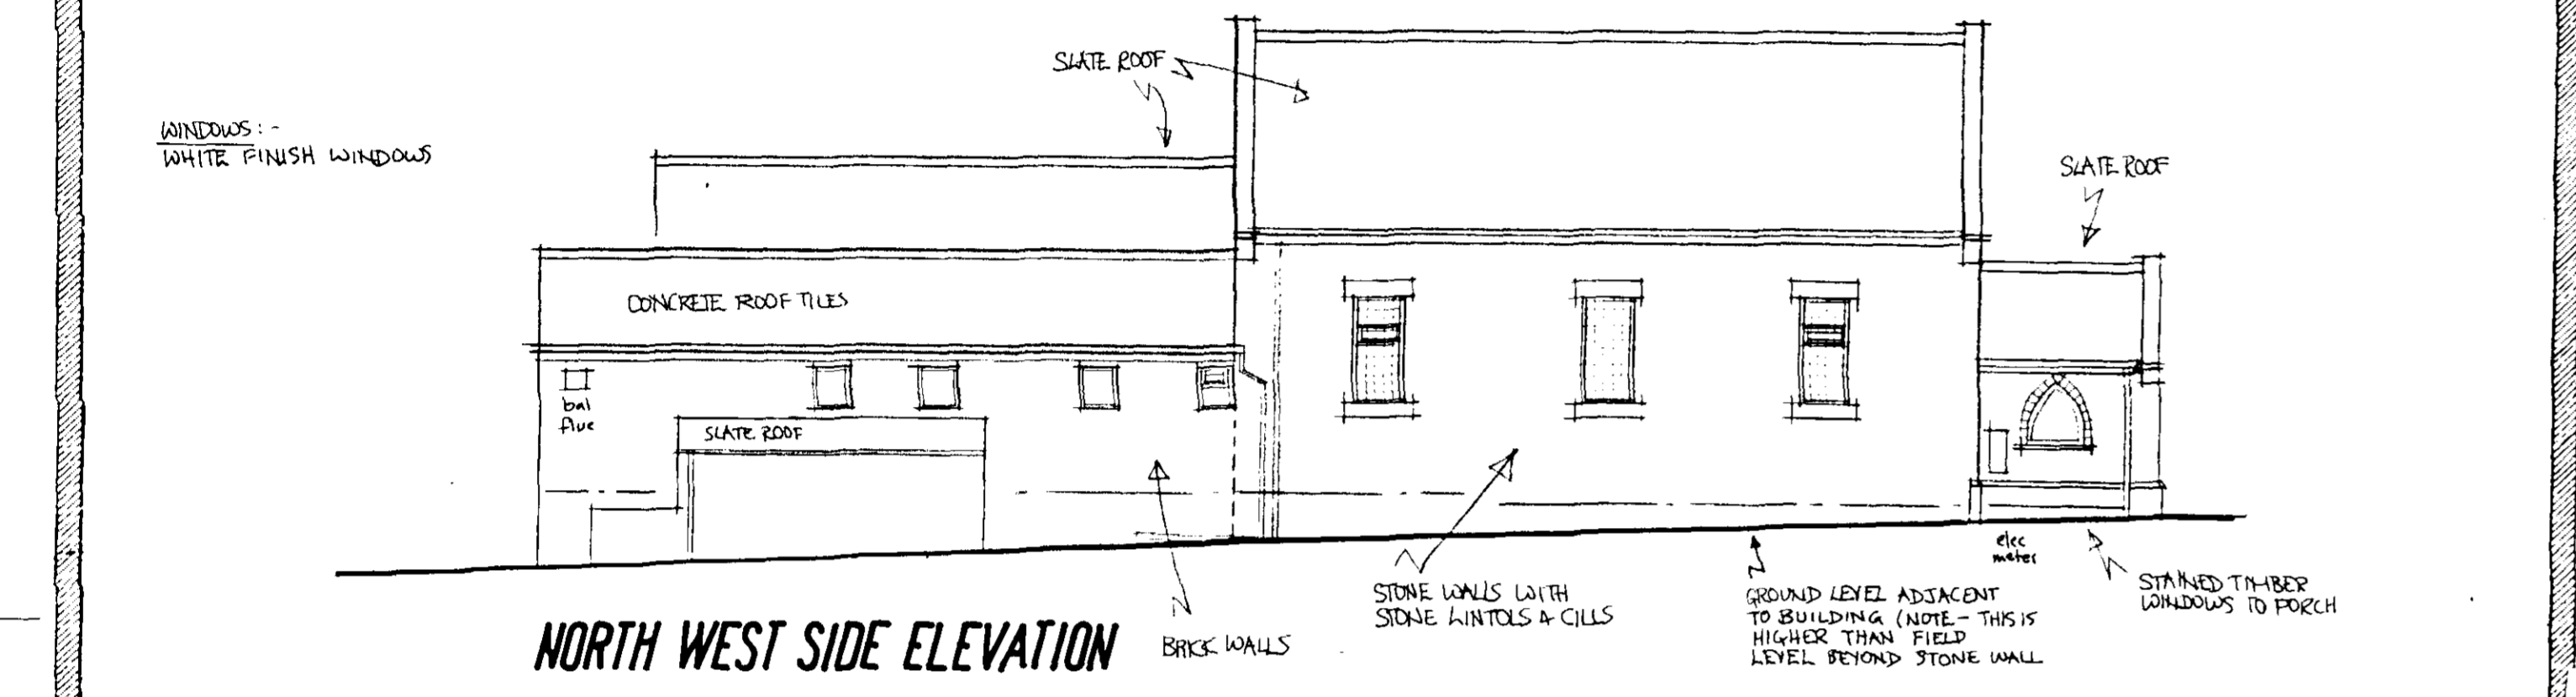 SLATE ROOF
WINDOWS:-
WHITE FINISH WINDOWS
SLATE ROOF
CONCRETE ROOF TILES
bal
flue
SLATE ROOF
elec
meter
STONE WALLS WITH
STONE LINTOLS & CILLS
GROUND LEVEL ADJACENT
TO BUILDING (NOTE - THIS IS
HIGHER THAN FIELD
LEVEL BEYOND STONE WALL
STAINED TIMBER
WINDOWS TO PORCH
NORTH WEST SIDE ELEVATION
BRICK WALLS